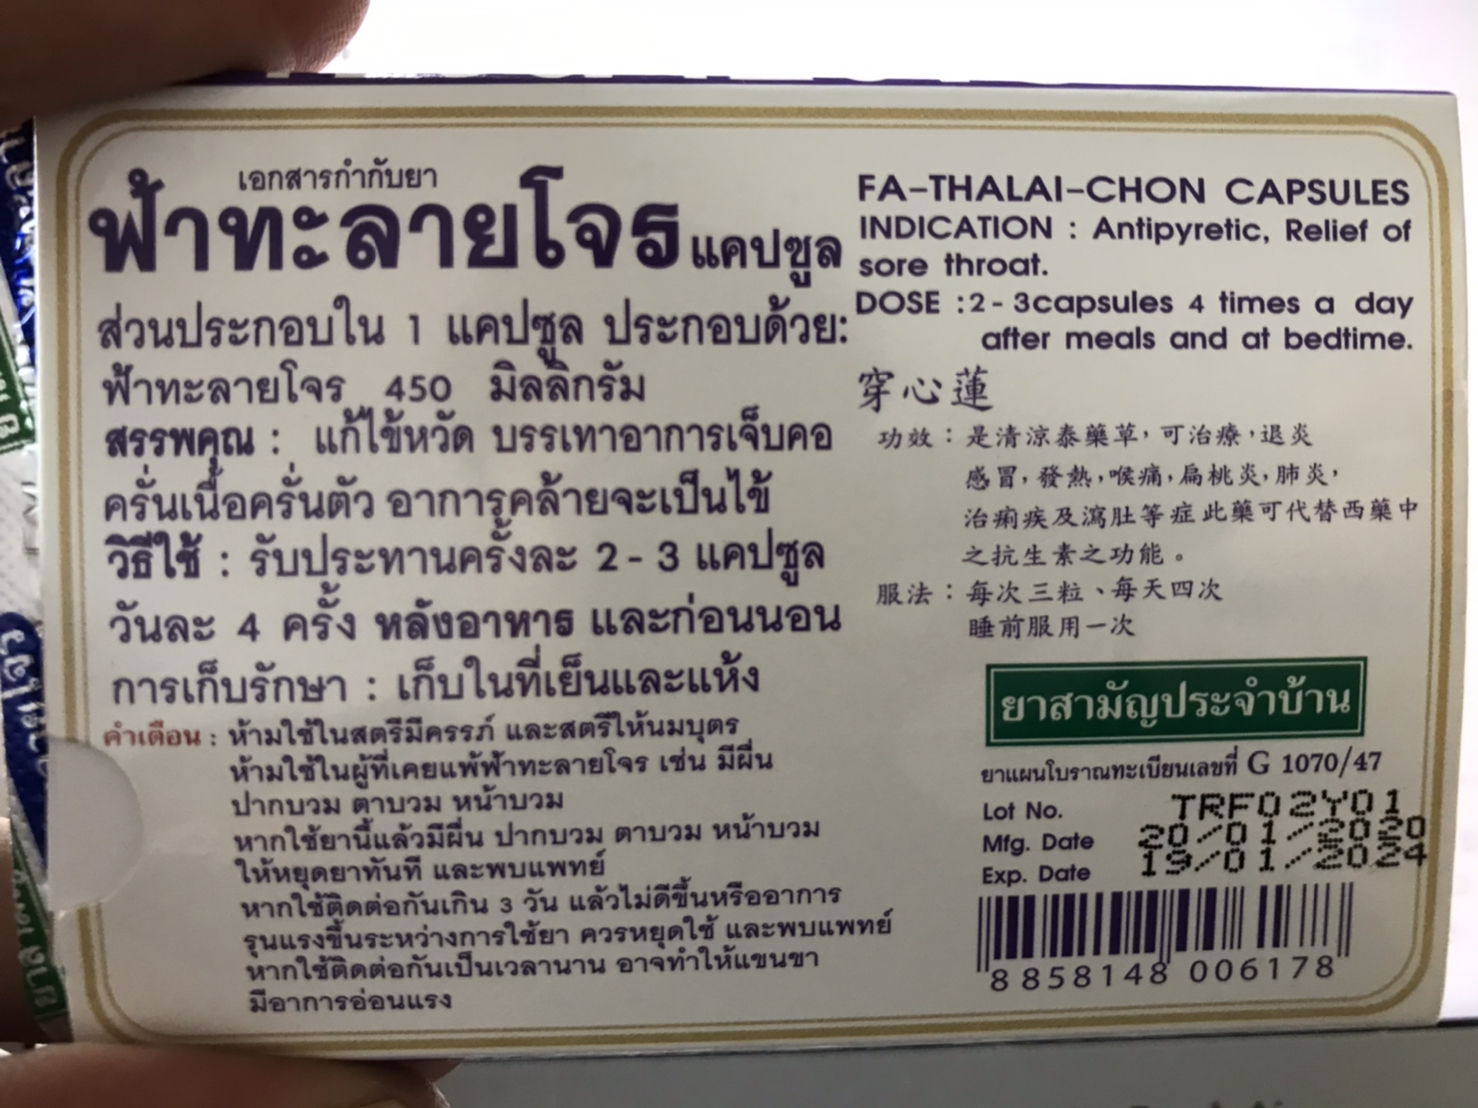 เอกสารกำกับยา
ฟ้าทะลายโจร แคปซูล
ส่วนประกอบใน 1 แคปซูล ประกอบด้วย:
ฟ้าทะลายโจร 450 มิลลิกรัม
สรรพคุณ : แก้ไข้หวัด บรรเทาอาการเจ็บคอ
ครั่นเนื้อครั่นตัว อาการคล้ายจะเป็นไข้
วิธีใช้ : รับประทานครั้งละ 2 - 3 แคปซูล
วันละ 4 ครั้ง หลังอาหาร และก่อนนอน
การเก็บรักษา : เก็บในที่เย็นและแห้ง
คำเตือน : ห้ามใช้ในสตรีมีครรภ์ และสตรีให้นมบุตร
ห้ามใช้ในผู้ที่เคยแพ้ฟ้าทะลายโจร เช่น มีผื่น
ปากบวม ตาบวม หน้าบวม
หากใช้ยานี้แล้วมีผื่น ปากบวม ตาบวม หน้าบวม
ให้หยุดยาทันที และพบแพทย์
หากใช้ติดต่อกันเกิน 3 วัน แล้วไม่ดีขึ้นหรืออาการ
รุนแรงขึ้นระหว่างการใช้ยา ควรหยุดใช้ และพบแพทย์
หากใช้ติดต่อกันเป็นเวลานาน อาจทำให้แขนขา
มีอาการอ่อนแรง
FA-THALAI-CHON CAPSULES
INDICATION : Antipyretic, Relief of
sore throat.
DOSE : 2 - 3capsules 4 times a day
after meals and at bedtime.
穿心蓮
功效：是清涼泰藥草，可治療，退炎
感冒，發熱，喉痛，扁桃炎，肺炎，
治痢疾及瀉肚等症此藥可代替西藥中
之抗生素之功能。
服法：每次三粒、每天四次
睡前服用一次
ยาสามัญประจำบ้าน
ยาแผนโบราณทะเบียนเลขที่ G 1070/47
Lot No. TRF02Y01
Mfg. Date 20/01/2020
Exp. Date 19/01/2024
8 858148 006178